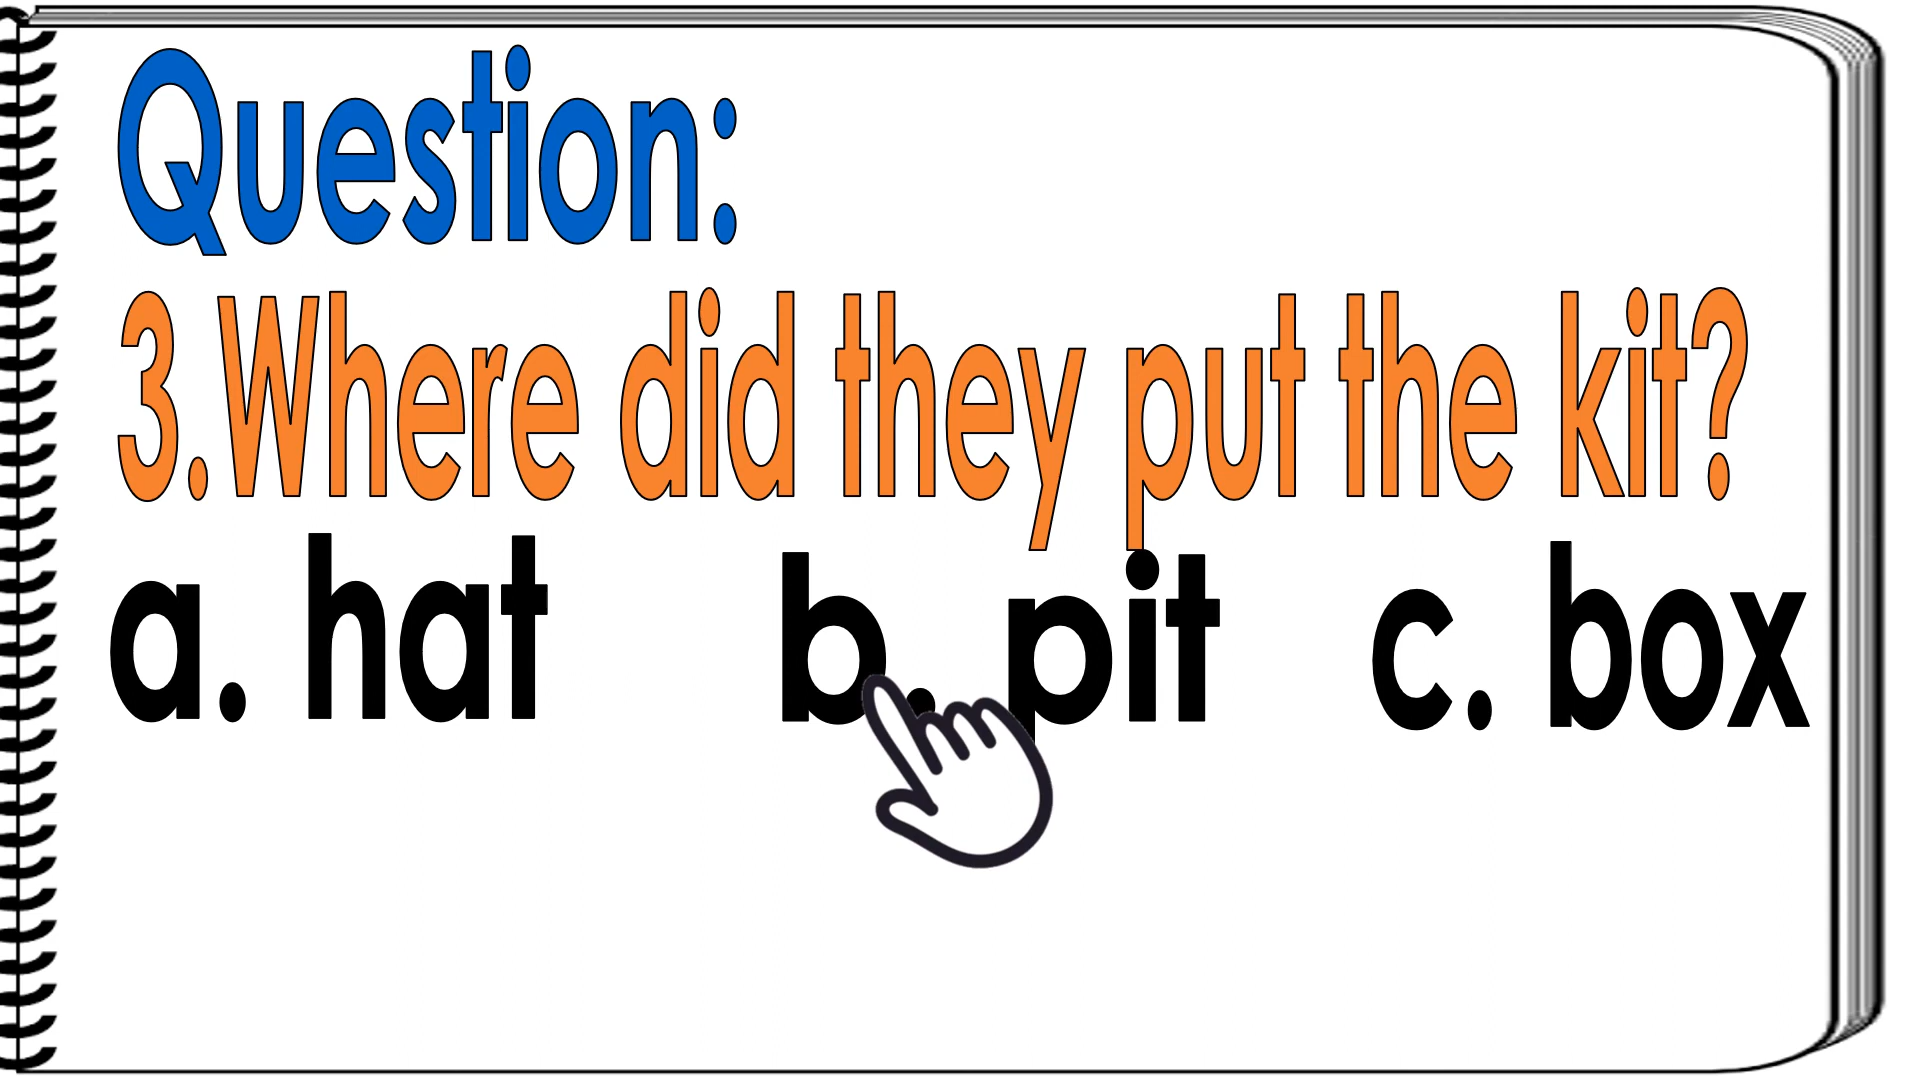 Question:
3.Where did they put the kit?
a. hat b. pit c. box